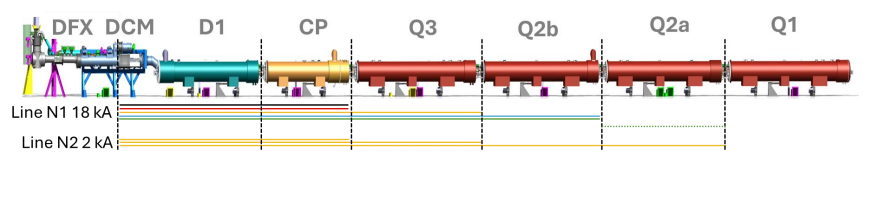 DFX DCM D1 CP Q3 Q2b Q2a Q1
Line N1 18 kA
Line N2 2 kA